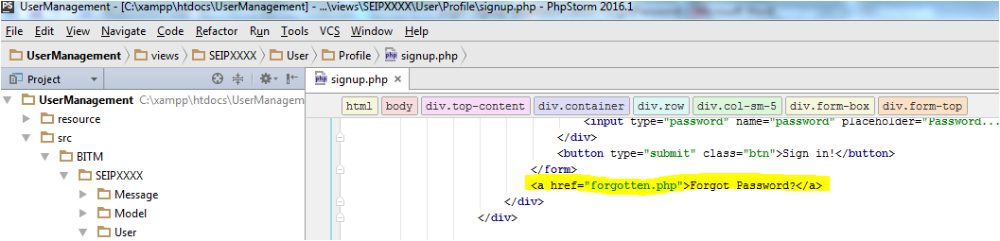 UserManagement - [C:\xampp\htdocs\UserManagement] - ...\views\SEIPXXXX\User\Profile\signup.php - PhpStorm 2016.1
File Edit View Navigate Code Refactor Run Tools VCS Window Help
UserManagement views SEIPXXXX User Profile signup.php
Project signup.php
UserManagement C:\xampp\htdocs\UserManagem
html body div.top-content div.container div.row div.col-sm-5 div.form-box div.form-top
resource
<input type="password" name="password" placeholder="Password...
src
</div>
BITM
<button type="submit" class="btn">Sign in!</button>
SEIPXXXX
</form>
Message
<a href="forgotten.php">Forgot Password?</a>
Model
</div>
User
</div>